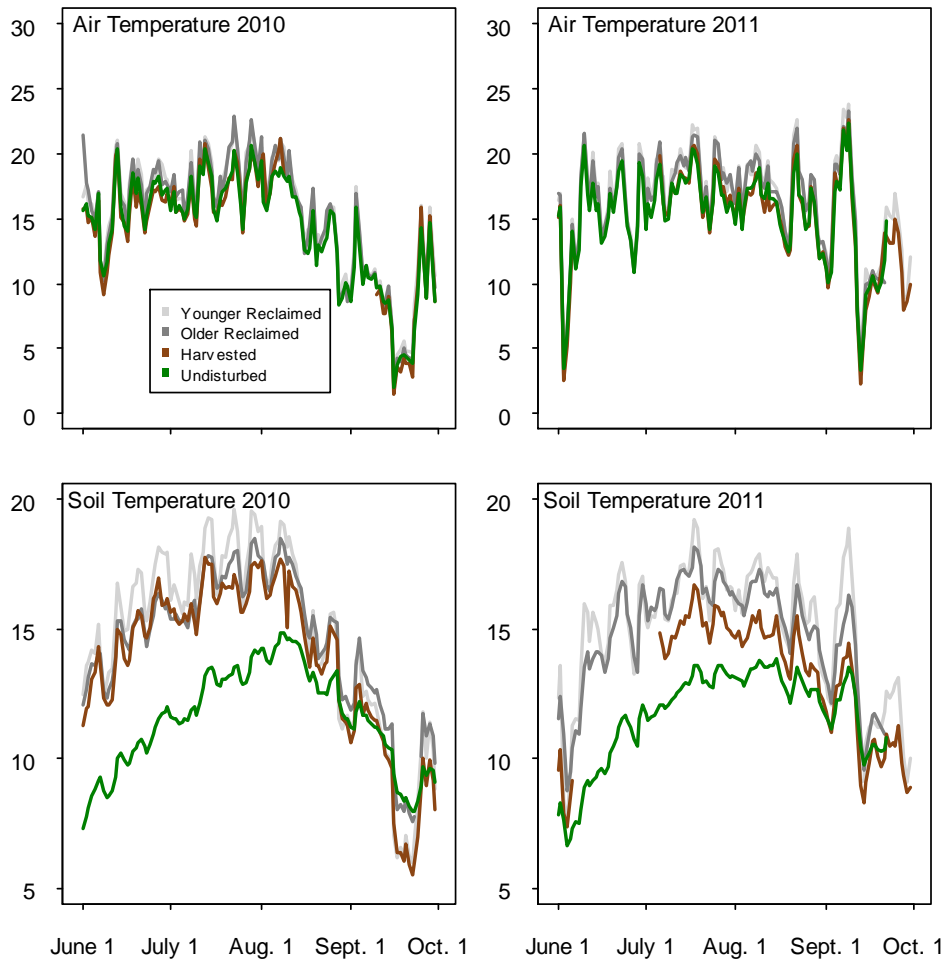 Air Temperature 2010
Air Temperature 2011
30
25
20
15
10
5
0
30
25
20
15
10
5
0
Younger Reclaimed
Older Reclaimed
Harvested
Undisturbed
Soil Temperature 2010
Soil Temperature 2011
20
15
10
5
20
15
10
5
June 1 July 1 Aug. 1 Sept. 1 Oct. 1
June 1 July 1 Aug. 1 Sept. 1 Oct. 1